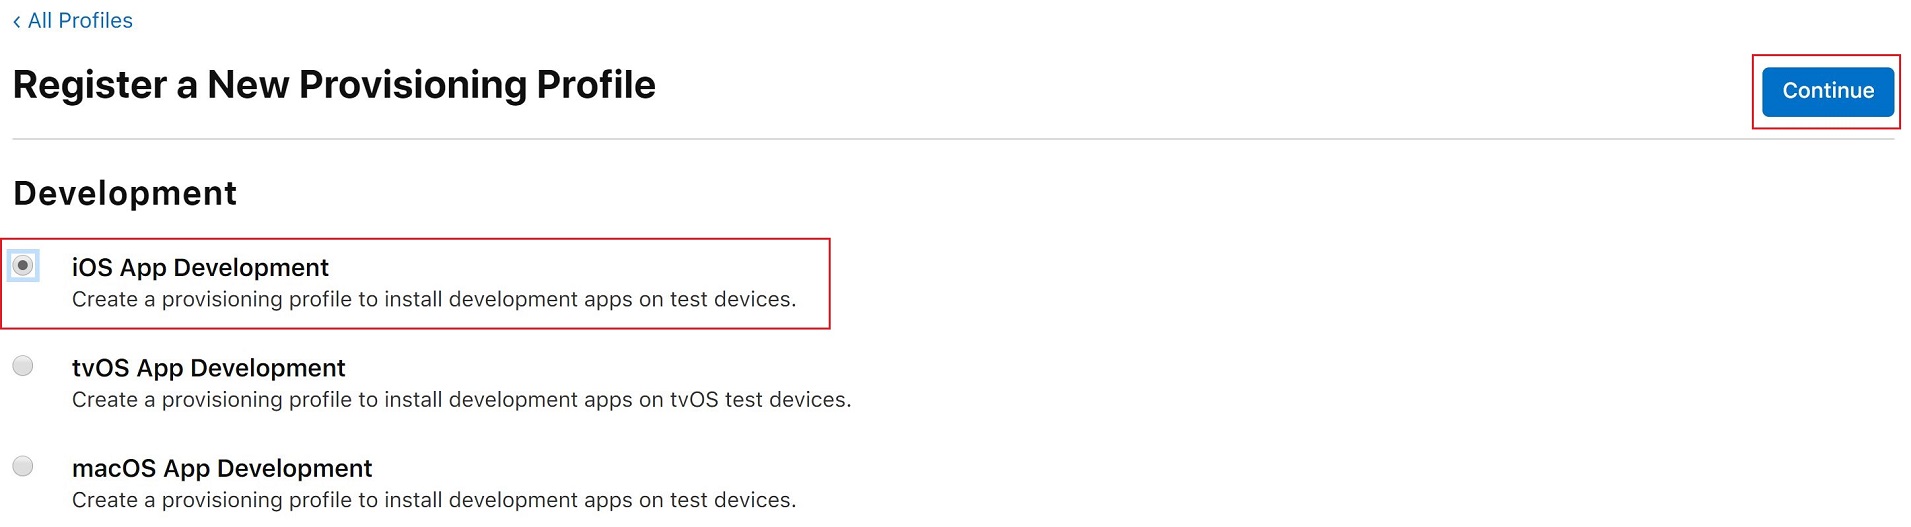 ‹ All Profiles
Register a New Provisioning Profile
Continue
Development
iOS App Development
Create a provisioning profile to install development apps on test devices.
tvOS App Development
Create a provisioning profile to install development apps on tvOS test devices.
macOS App Development
Create a provisioning profile to install development apps on test devices.